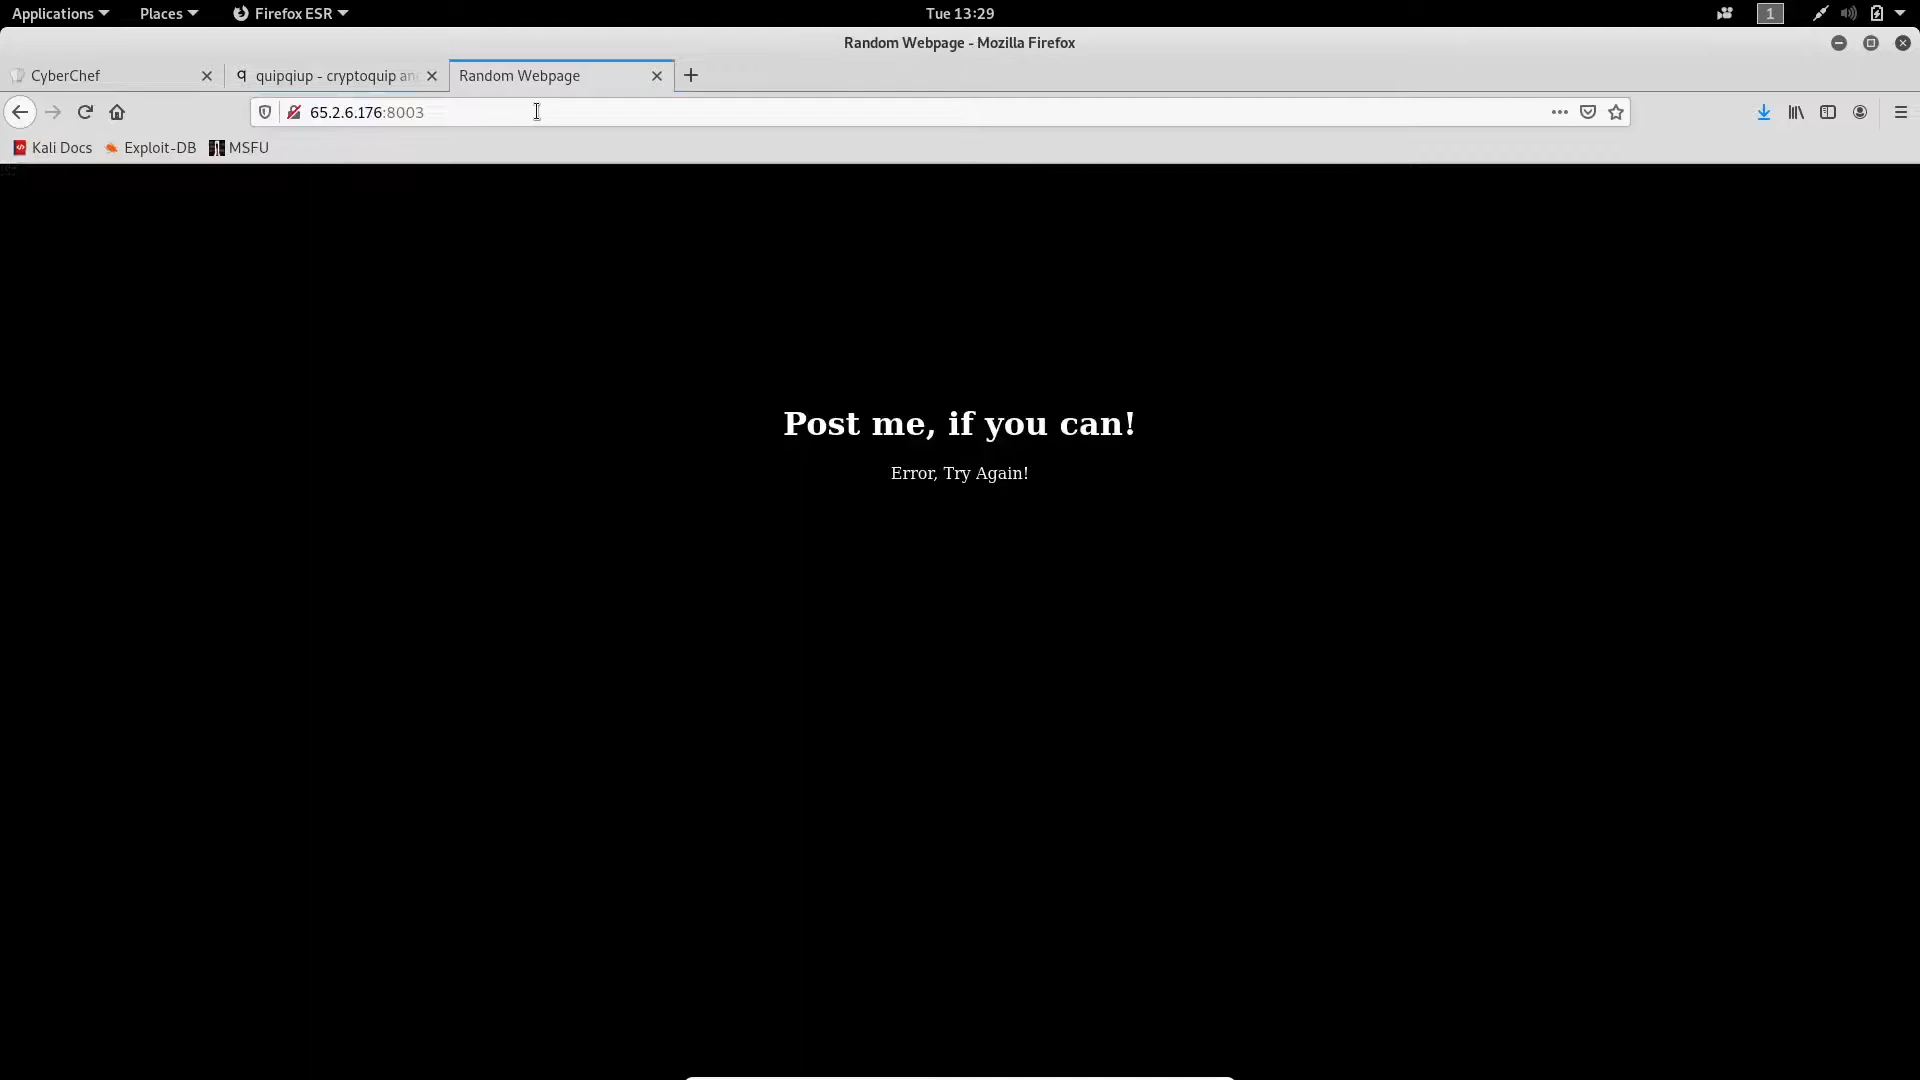 Applications Places Firefox ESR Tue 13:29 1
Random Webpage - Mozilla Firefox
CyberChef quipqiup - cryptoquip an Random Webpage
65.2.6.176:8003
Kali Docs Exploit-DB MSFU
Post me, if you can!
Error, Try Again!